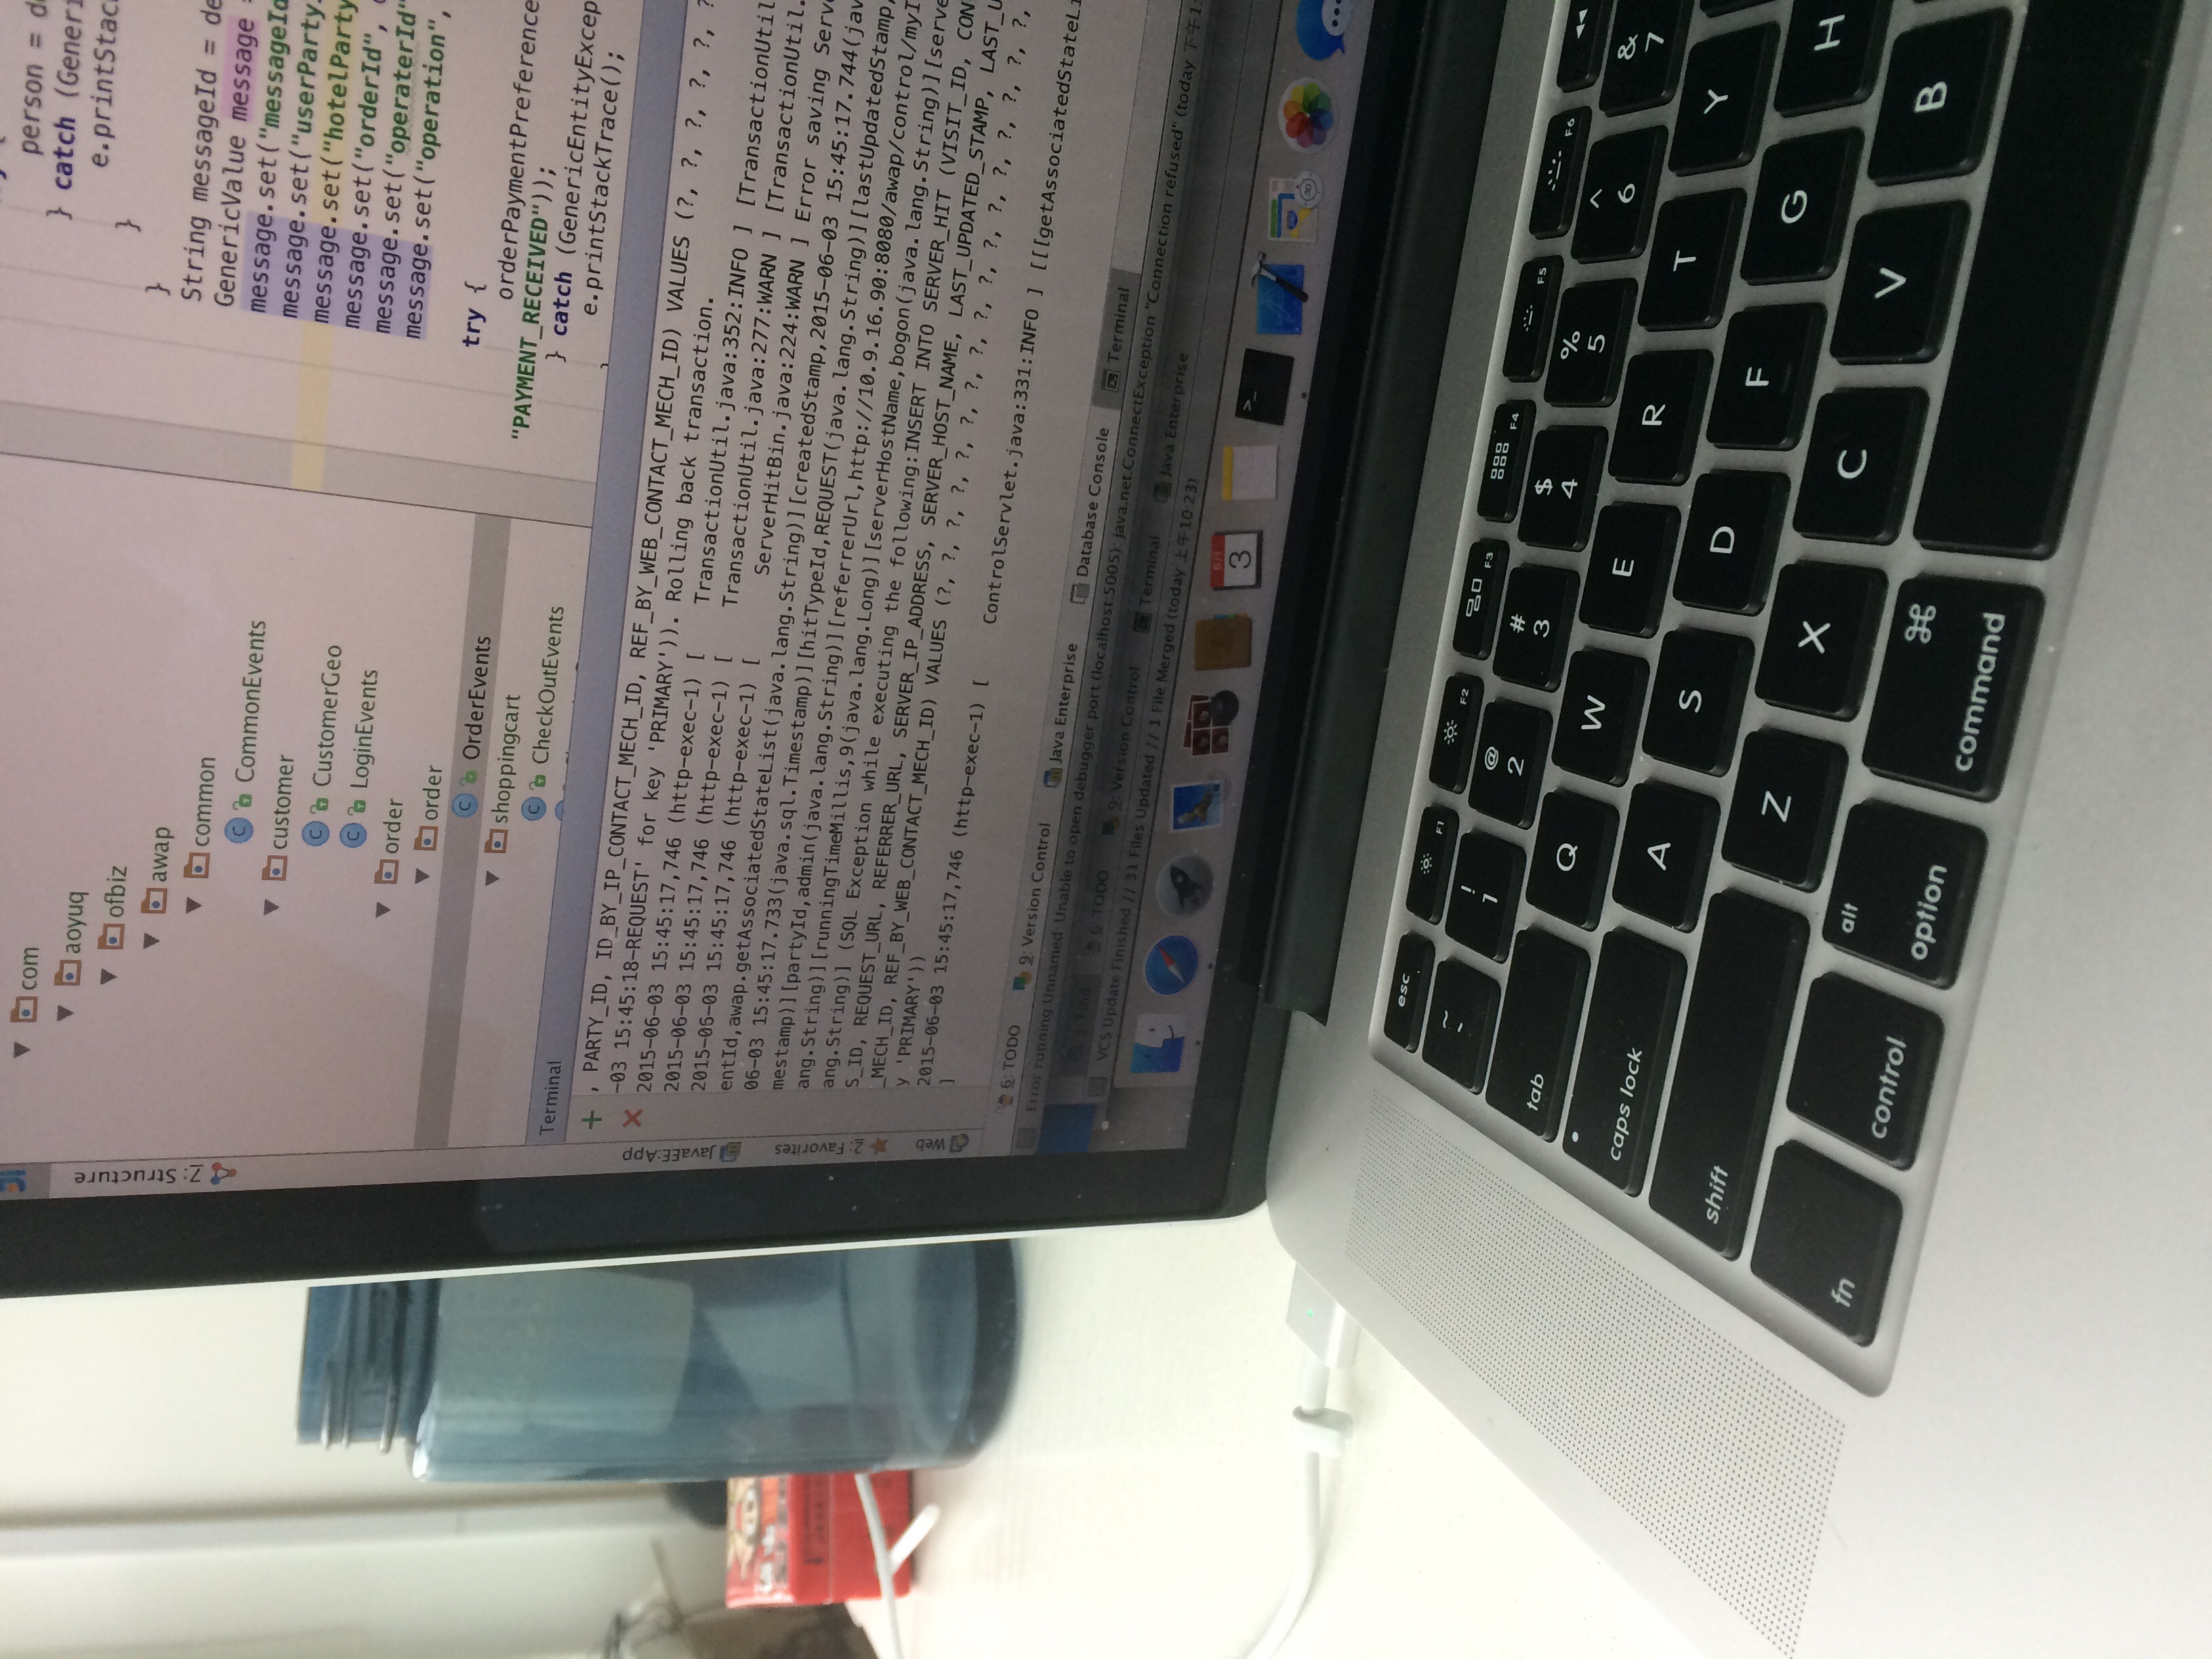 7: Structure
com
aoyuq
ofbiz
awap
common
CommonEvents
customer
CustomerGeo
LoginEvents
order
order
OrderEvents
shoppingcart
CheckOutEvents
person = d
} catch (Generi
e.printStac
}
}
String messageId = de
GenericValue message =
message.set("messageId
message.set("userParty
message.set("hotelParty
message.set("orderId",
message.set("operaterId"
message.set("operation",
try {
orderPaymentPreference
"PAYMENT_RECEIVED"));
} catch (GenericEntityExcep
e.printStackTrace();
Terminal
JavaEE:App
2: Favorites
Web
, PARTY_ID, ID_BY_IP_CONTACT_MECH_ID, REF_BY_WEB_CONTACT_MECH_ID) VALUES (?, ?, ?, ?, ?, ?
-03 15:45:18-REQUEST' for key 'PRIMARY')). Rolling back transaction.
2015-06-03 15:45:17,746 (http-exec-1) [ TransactionUtil.java:352:INFO ] [TransactionUtil
2015-06-03 15:45:17,746 (http-exec-1) [ TransactionUtil.java:277:WARN ] [TransactionUtil.
2015-06-03 15:45:17,746 (http-exec-1) [ ServerHitBin.java:224:WARN ] Error saving Serve
entId,awap.getAssociatedStateList(java.lang.String)][createdStamp,2015-06-03 15:45:17.744(jav
06-03 15:45:17.733(java.sql.Timestamp)][hitTypeId,REQUEST(java.lang.String)][lastUpdatedStamp,
mestamp)][partyId,admin(java.lang.String)][referrerUrl,http://10.9.16.90:8080/awap/control/myI
ang.String)][runningTimeMillis,9(java.lang.Long)][serverHostName,bogon(java.lang.String)][serve
ang.String)] (SQL Exception while executing the following:INSERT INTO SERVER_HIT (VISIT_ID, CON
S_ID, REQUEST_URL, REFERRER_URL, SERVER_IP_ADDRESS, SERVER_HOST_NAME, LAST_UPDATED_STAMP, LAST_U
_MECH_ID, REF_BY_WEB_CONTACT_MECH_ID) VALUES (?, ?, ?, ?, ?, ?, ?, ?, ?, ?, ?, ?, ?, ?, ?, ?, ?,
y 'PRIMARY'))
2015-06-03 15:45:17,746 (http-exec-1) [ ControlServlet.java:331:INFO ] [[[getAssociatedStateLi
]
6: TODO 9: Version Control Java Enterprise Database Console Terminal
Error running Unnamed: Unable to open debugger port (localhost:5005): java.net.ConnectException "Connection refused" (today 下午1:
6: TODO 9: Version Control Terminal Java Enterprise
VCS Update Finished // 31 Files Updated // 1 File Merged (today 上午10:23)
3
esc F1 F2 F3 F4 F5 F6
~ ! @ # $ % ^ &
` 1 2 3 4 5 6 7
tab Q W E R T Y
caps lock A S D F G H
shift Z X C V B
fn control alt option ⌘ command